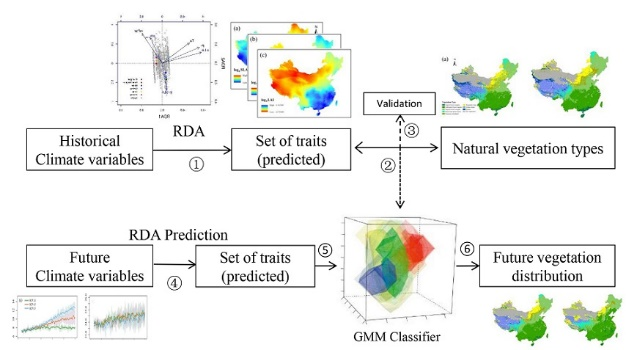 (a)
(b)
(c)
(a)
Validation
③
RDA
Historical
Climate variables
①
Set of traits
(predicted)
②
Natural vegetation types
RDA Prediction
Future
Climate variables
④
Set of traits
(predicted)
⑤
⑥
Future vegetation
distribution
GMM Classifier